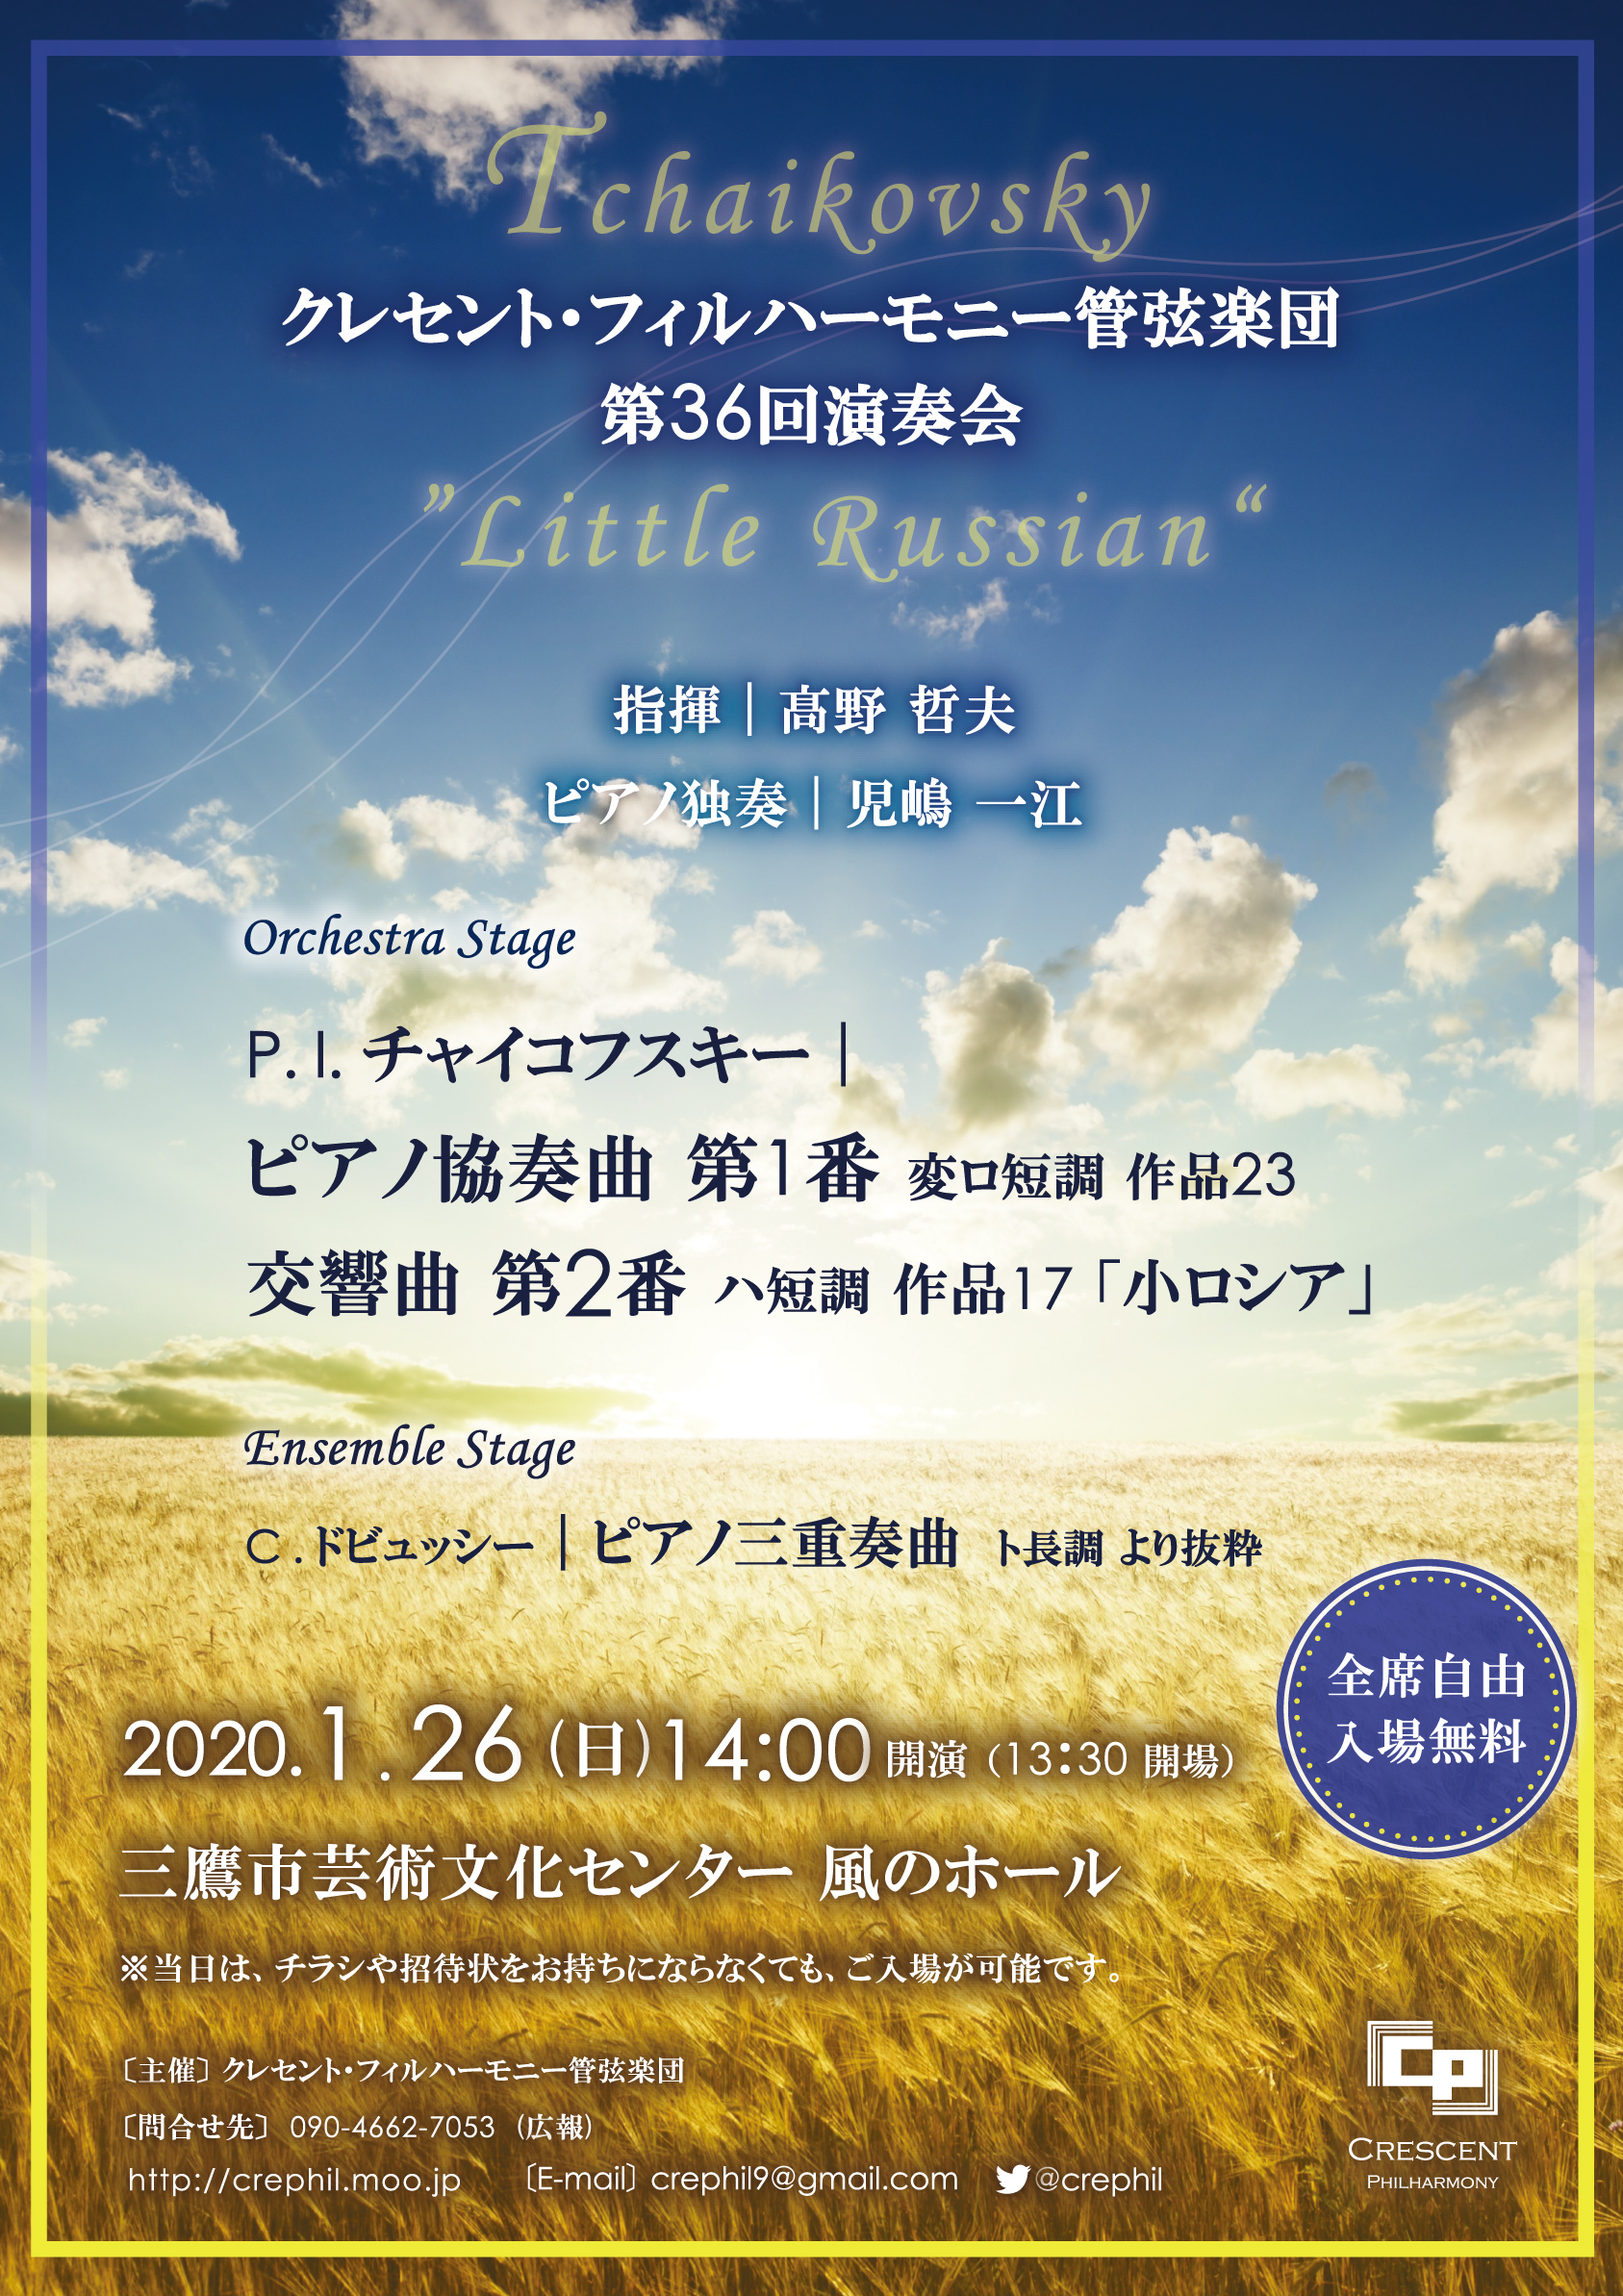 Tchaikovsky
クレセント・フィルハーモニー管弦楽団
第36回演奏会
”Little Russian“
指揮｜髙野 哲夫
ピアノ独奏｜児嶋 一江
Orchestra Stage
P. I. チャイコフスキー｜
ピアノ協奏曲 第1番 変ロ短調 作品23
交響曲 第2番 ハ短調 作品17「小ロシア」
Ensemble Stage
C . ドビュッシー｜ピアノ三重奏曲 ト長調 より抜粋
全席自由
入場無料
2020. 1 . 26 (日) 14:00 開演（13:30 開場）
三鷹市芸術文化センター 風のホール
※当日は、チラシや招待状をお持ちにならなくても、ご入場が可能です。
〔主催〕クレセント・フィルハーモニー管弦楽団
〔問合せ先〕 090-4662-7053 （広報）
http://crephil.moo.jp 〔E-mail〕crephil9@gmail.com @crephil
CP
CRESCENT
PHILHARMONY